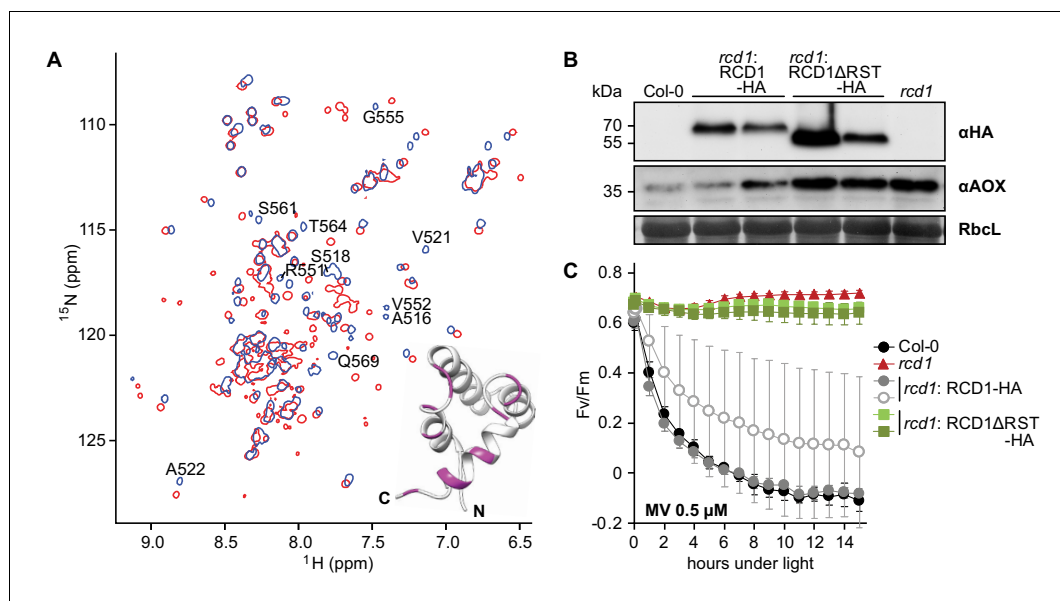 A
110
115
120
125
9.0 8.5 8.0 7.5 7.0 6.5
¹H (ppm)
¹⁵N (ppm)
G555
S561
T564
S518
R551
V521
V552
A516
Q569
A522
C
N
B
kDa
Col-0
rcd1:
RCD1
-HA
rcd1:
RCD1ΔRST
-HA
rcd1
70
55
αHA
35
αAOX
RbcL
C
Fv/Fm
0.8
0.6
0.4
0.2
0
-0.2
MV 0.5 µM
0 2 4 6 8 10 12 14
hours under light
Col-0
rcd1
rcd1: RCD1-HA
rcd1: RCD1ΔRST
-HA